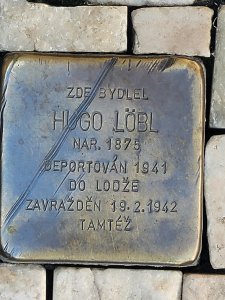 ZDE BYDLEL
HUGO LÖBL
NAR. 1875
DEPORTOVÁN 1941
DO LODŽE
ZAVRAŽDĚN 19.2.1942
TAMTÉŽ